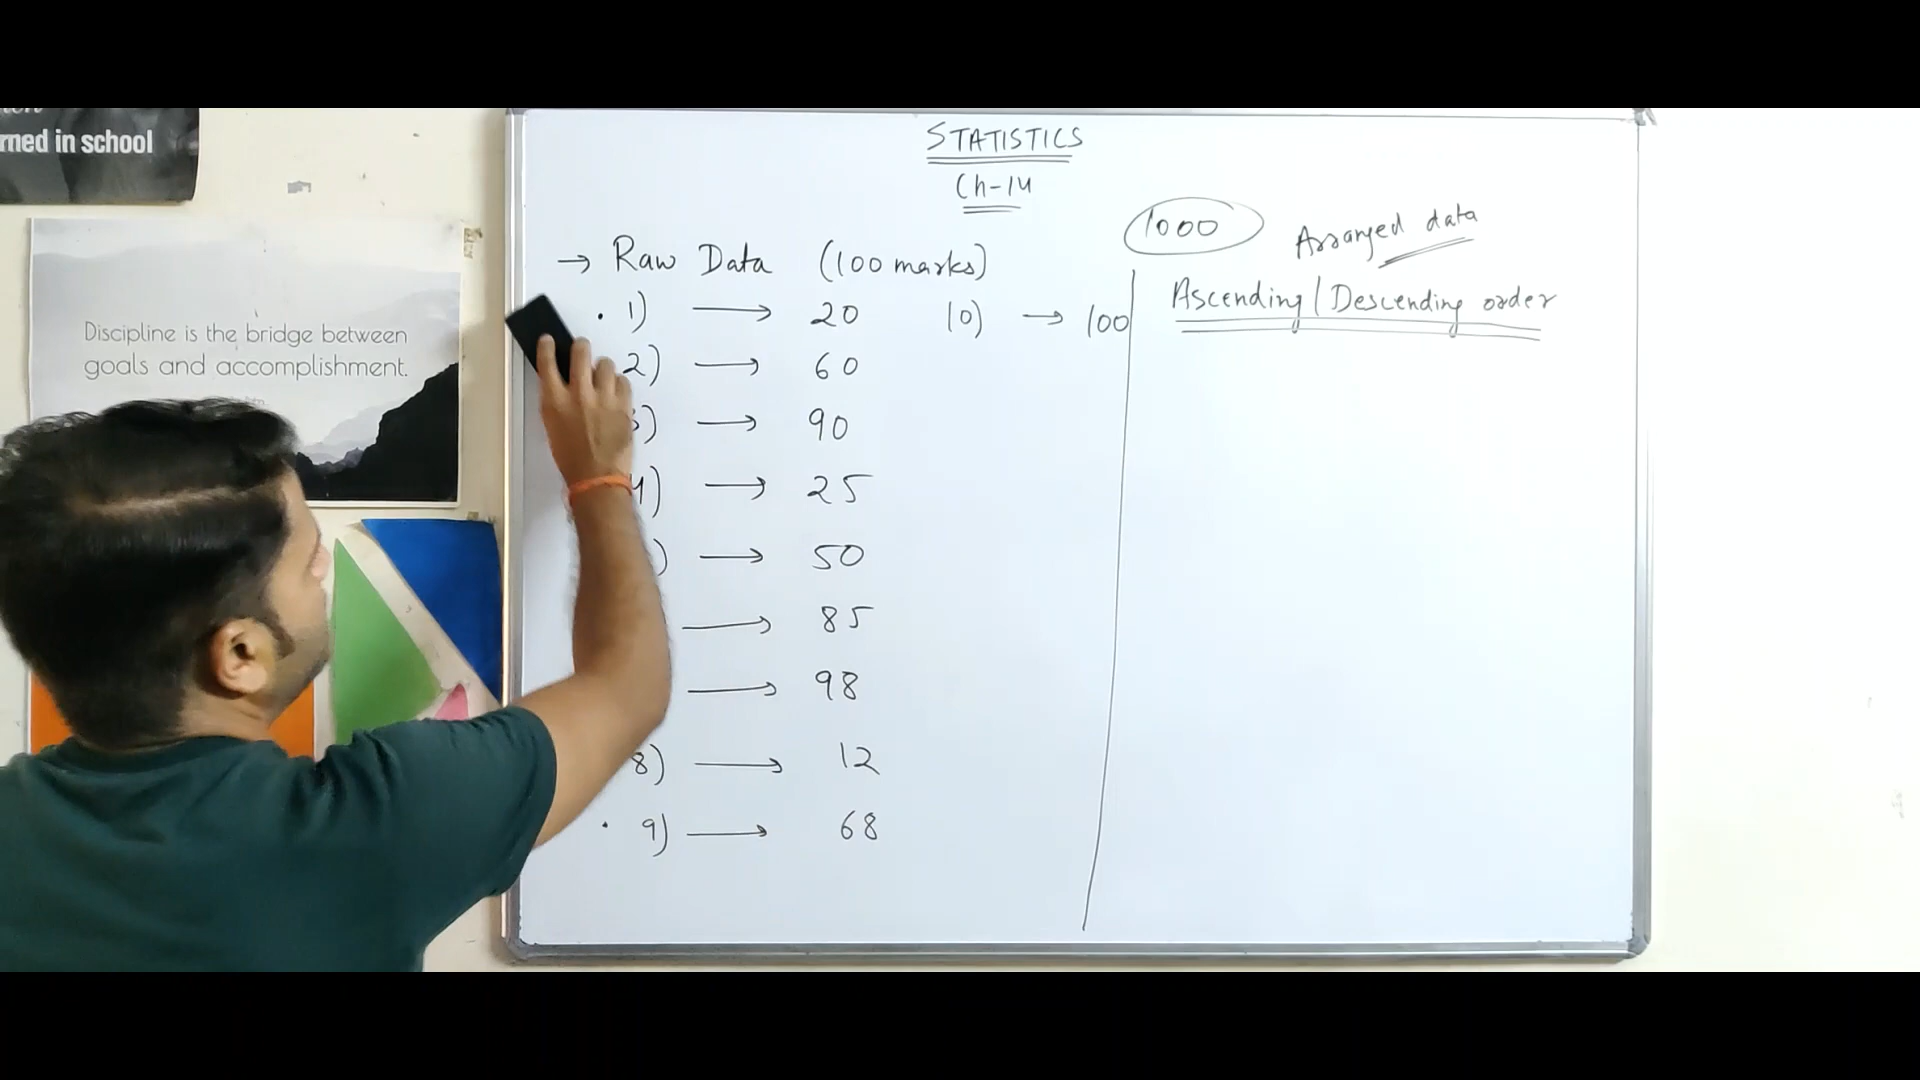 rned in school
Discipline is the bridge between
goals and accomplishment.
STATISTICS
Ch-14
→ Raw Data (100 marks)
• 1) → 20 10) → 100
2) → 60
3) → 90
4) → 25
) → 50
→ 85
→ 98
8) → 12
• 9) → 68
1000 Arranged data
Ascending/Descending order